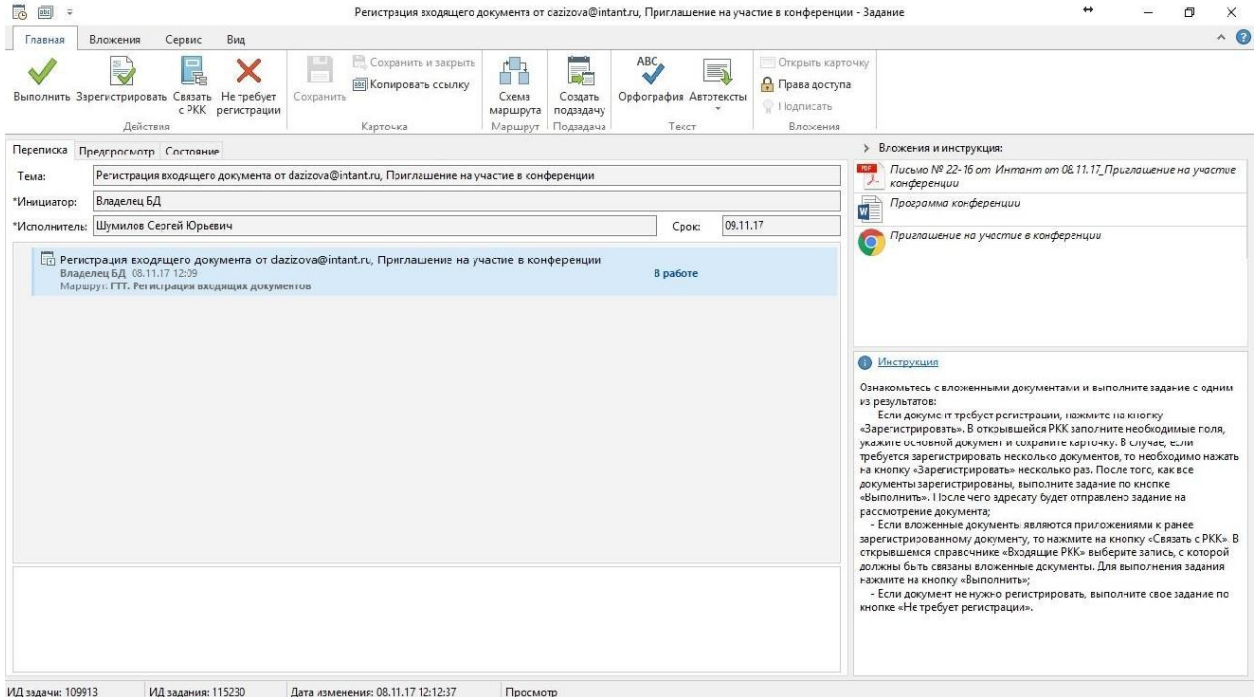 Регистрация входящего документа от dazizova@intant.ru, Приглашение на участие в конференции - Задание
Главная Вложения Сервис Вид
Выполнить Зарегистрировать Связать с РКК Не требует регистрации
Сохранить
Сохранить и закрыть
Копировать ссылку
Схема маршрута
Создать подзадачу
ABC
Орфография Автотексты
Открыть карточку
Права доступа
Подписать
Действия Карточка Маршрут Подзадача Текст Вложения
Переписка Предпросмотр Состояние
Тема: Регистрация входящего документа от dazizova@intant.ru, Приглашение на участие в конференции
*Инициатор: Владелец БД
*Исполнитель: Шумилов Сергей Юрьевич Срок: 09.11.17
Регистрация входящего документа от dazizova@intant.ru, Приглашение на участие в конференции
Владелец БД 08.11.17 12:09 В работе
Маршрут: ГТТ. Регистрация входящих документов
Вложения и инструкция:
PDF
Письмо № 22-16 от Интант от 08.11.17_Приглашение на участие
конференции
W
Программа конференции
Приглашение на участие в конференции
Инструкция
Ознакомьтесь с вложенными документами и выполните задание с одним
из результатов:
Если документ требует регистрации, нажмите на кнопку
«Зарегистрировать». В открывшейся РКК заполните необходимые поля,
укажите основной документ и сохраните карточку. В случае, если
требуется зарегистрировать несколько документов, то необходимо нажать
на кнопку «Зарегистрировать» несколько раз. После того, как все
документы зарегистрированы, выполните задание по кнопке
«Выполнить». После чего адресату будет отправлено задание на
рассмотрение документа;
- Если вложенные документы являются приложениями к ранее
зарегистрированному документу, то нажмите на кнопку «Связать с РКК». В
открывшемся справочнике «Входящие РКК» выберите запись, с которой
должны быть связаны вложенные документы. Для выполнения задания
нажмите на кнопку «Выполнить»;
- Если документ не нужно регистрировать, выполните свое задание по
кнопке «Не требует регистрации».
ИД задачи: 109913 ИД задания: 115230 Дата изменения: 08.11.17 12:12:37 Просмотр